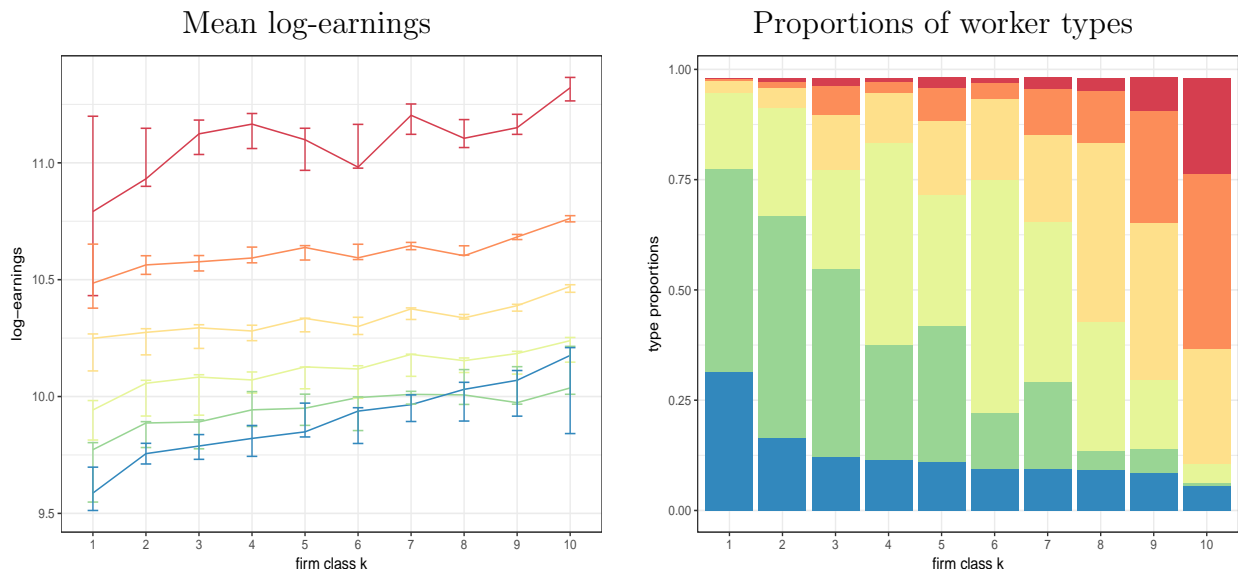 Mean log-earnings
log−earnings
11.0
10.5
10.0
9.5
1 2 3 4 5 6 7 8 9 10
firm class k
Proportions of worker types
type proportions
1.00
0.75
0.50
0.25
0.00
1 2 3 4 5 6 7 8 9 10
firm class k